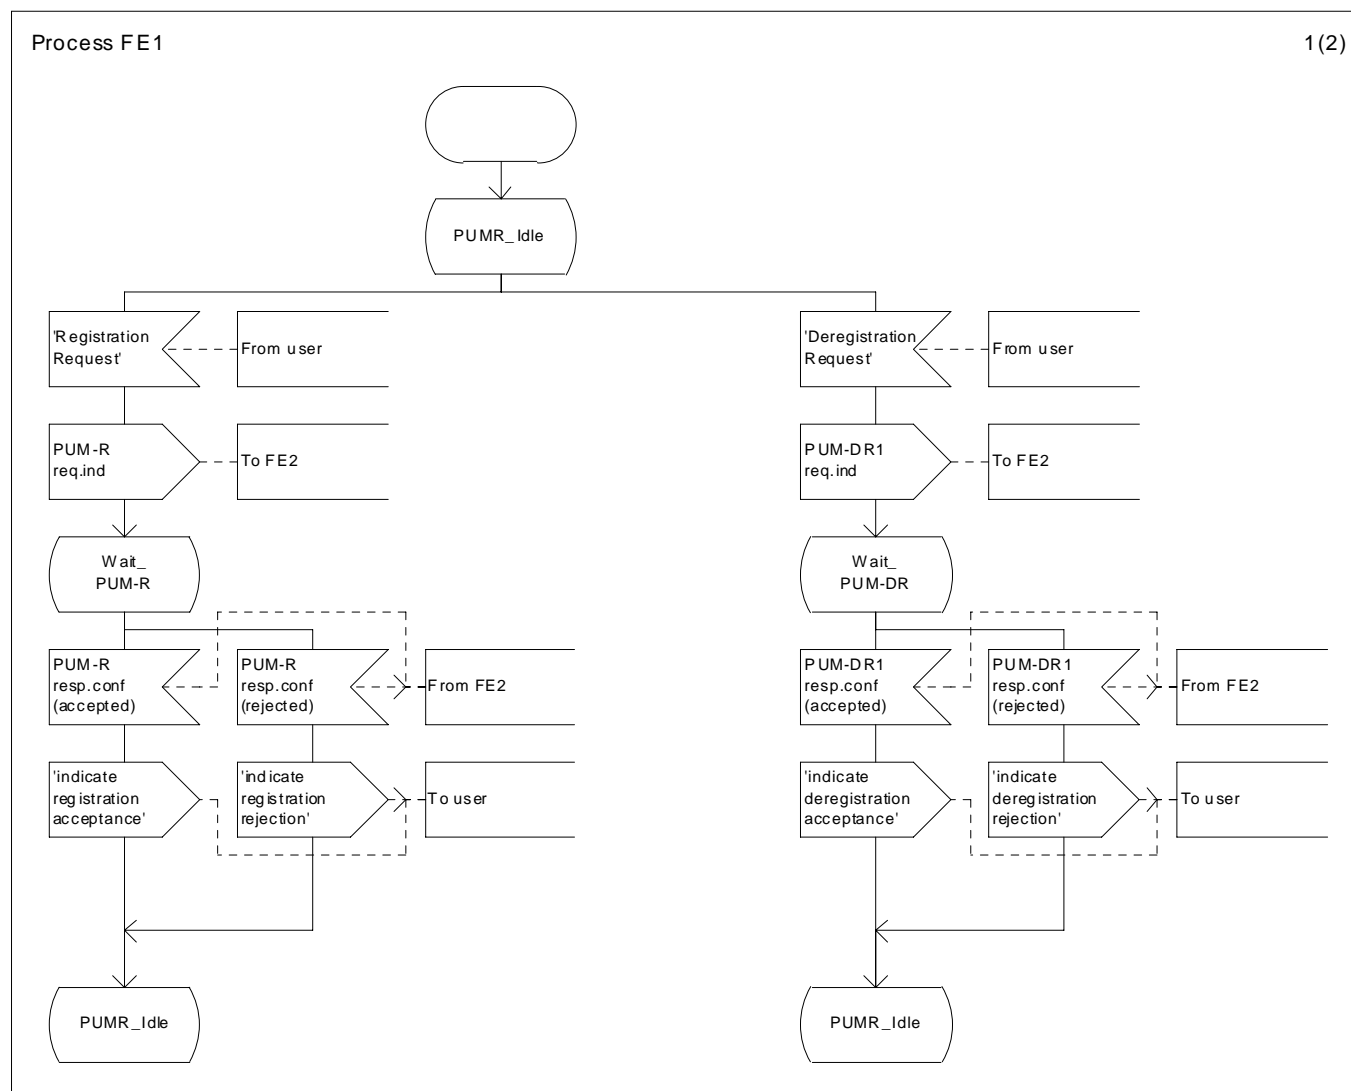 Process FE1
1(2)
PUMR_Idle
'Registration
Request'
From user
'Deregistration
Request'
From user
PUM-R
req.ind
To FE2
PUM-DR1
req.ind
To FE2
Wait_
PUM-R
Wait_
PUM-DR
PUM-R
resp.conf
(accepted)
PUM-R
resp.conf
(rejected)
From FE2
PUM-DR1
resp.conf
(accepted)
PUM-DR1
resp.conf
(rejected)
From FE2
'indicate
registration
acceptance'
'indicate
registration
rejection'
To user
'indicate
deregistration
acceptance'
'indicate
deregistration
rejection'
To user
PUMR_Idle
PUMR_Idle